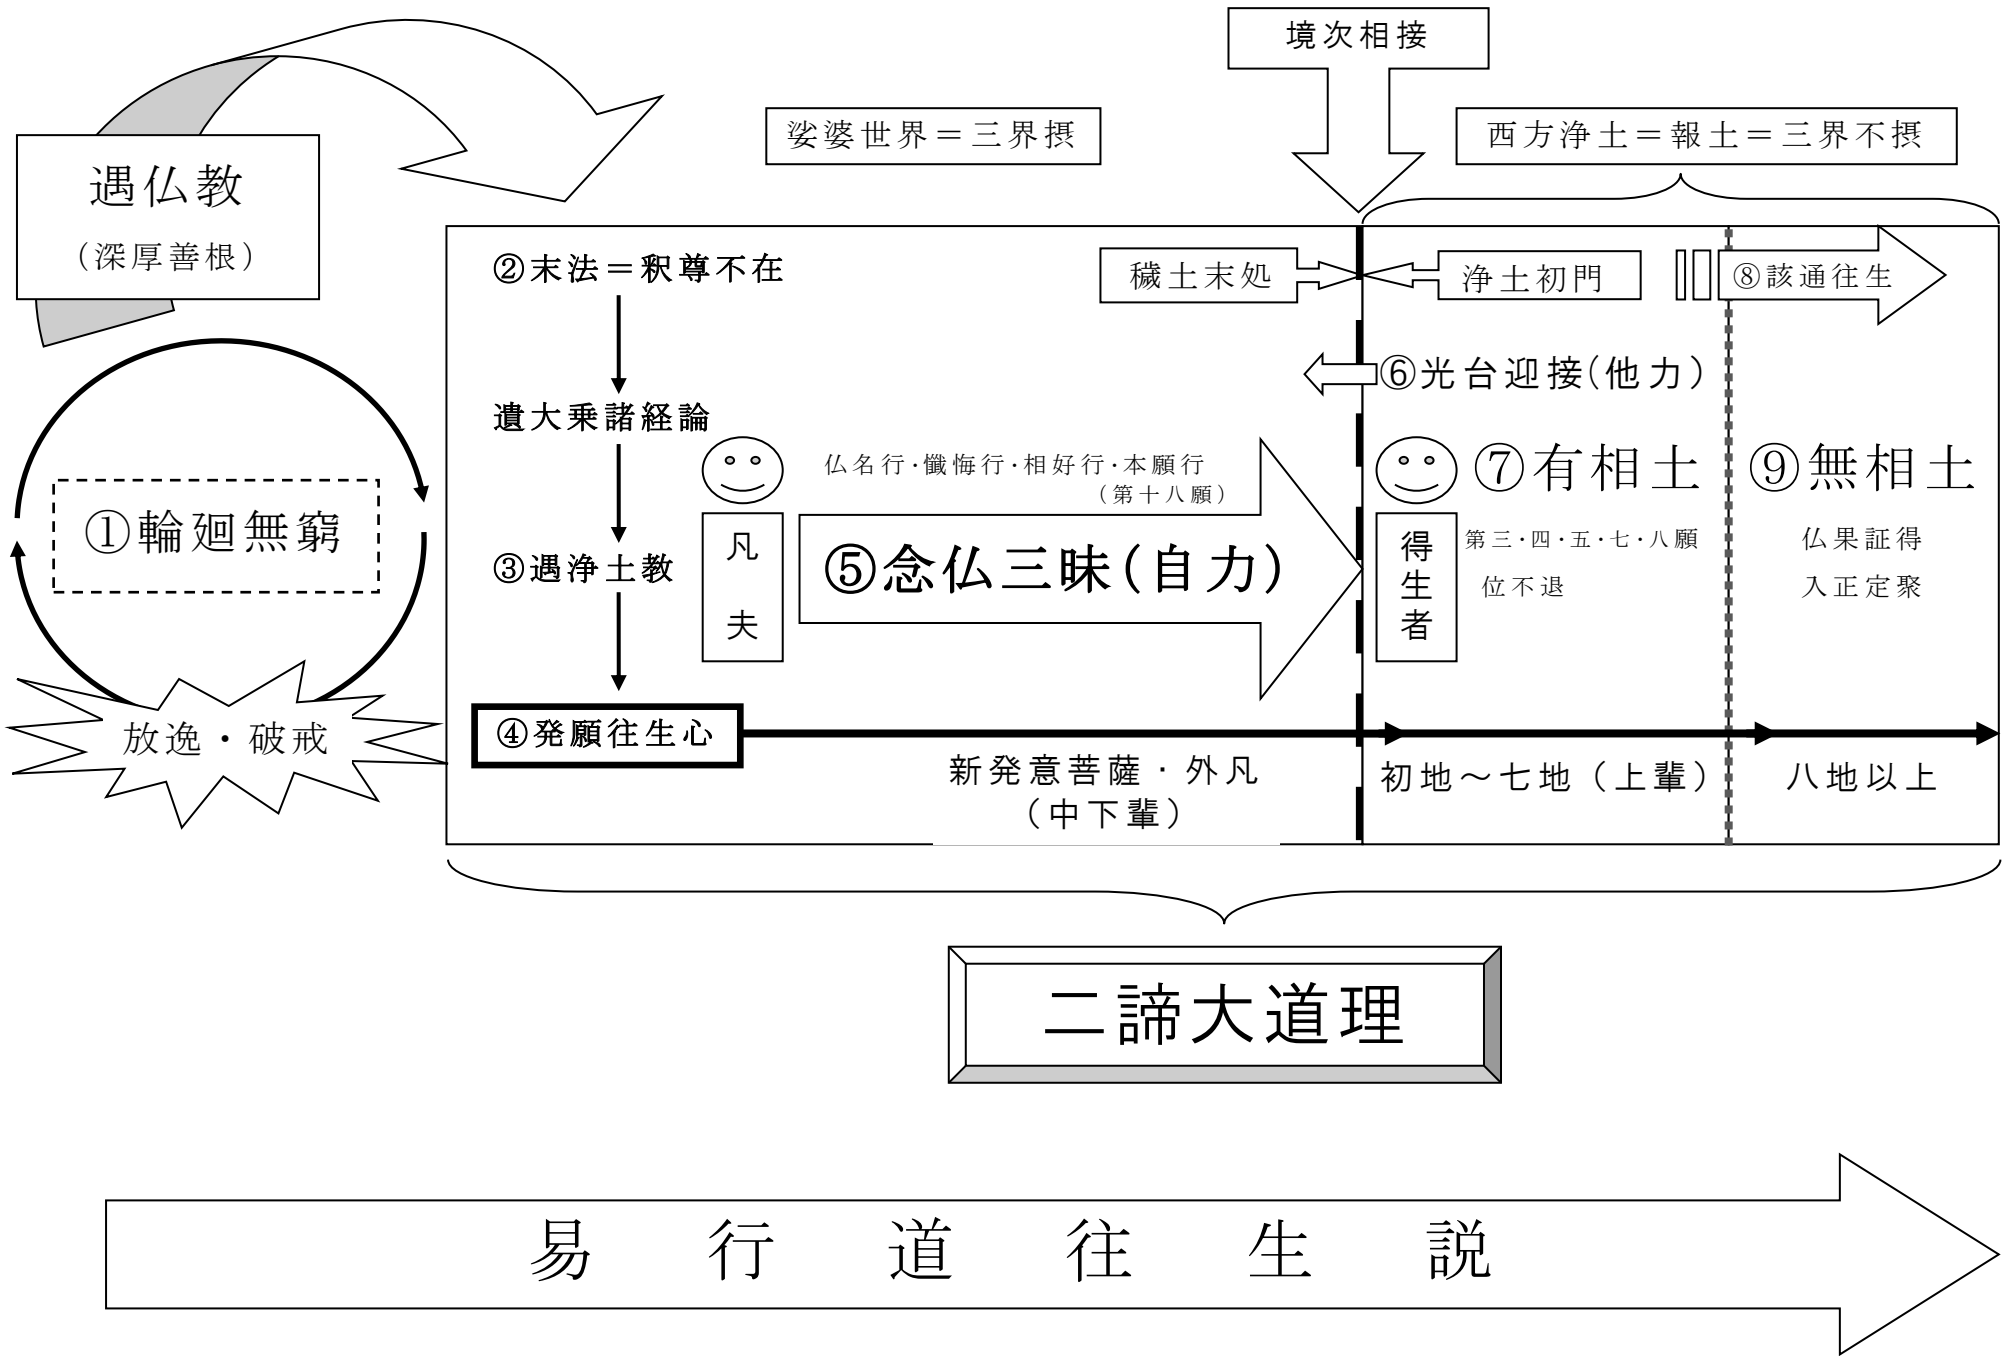 境次相接
娑婆世界＝三界摂
西方浄土＝報土＝三界不摂
遇仏教
（深厚善根）
②末法＝釈尊不在
穢土末処
浄土初門
⑧該通往生
⑥光台迎接(他力）
遺大乗諸経論
仏名行・懺悔行・相好行・本願行
（第十八願）
⑦有相土
⑨無相土
①輪廻無窮
③遇浄土教
凡
夫
⑤念仏三昧(自力)
得
生
者
第三・四・五・七・八願
位不退
仏果証得
入正定聚
放逸・破戒
④発願往生心
新発意菩薩・外凡
（中下輩）
初地～七地（上輩）
八地以上
二諦大道理
易行道往生説